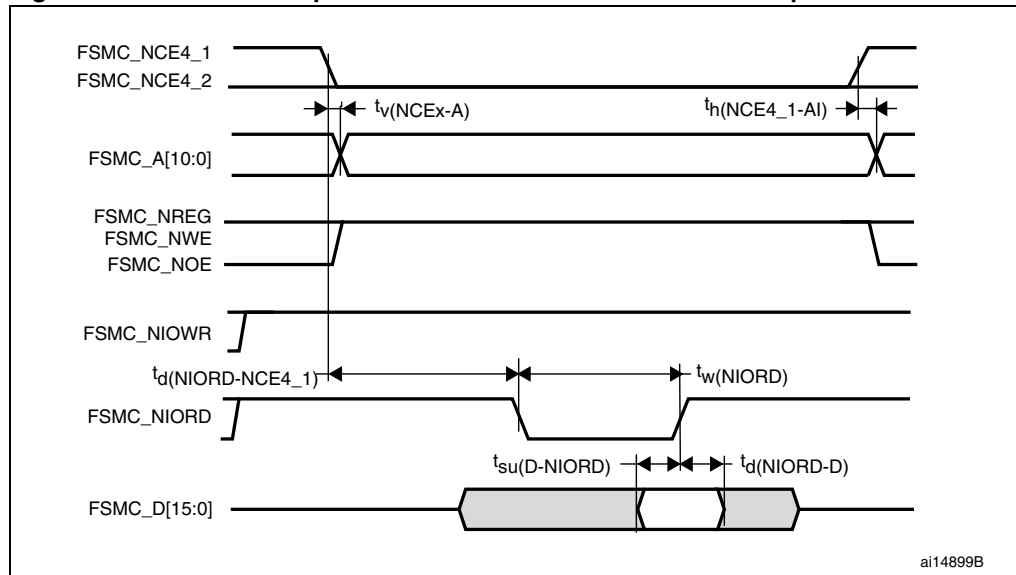 FSMC_NCE4_1
FSMC_NCE4_2
tv(NCEx-A)
th(NCE4_1-AI)
FSMC_A[10:0]
FSMC_NREG
FSMC_NWE
FSMC_NOE
FSMC_NIOWR
td(NIORD-NCE4_1)
tw(NIORD)
FSMC_NIORD
tsu(D-NIORD)
td(NIORD-D)
FSMC_D[15:0]
ai14899B